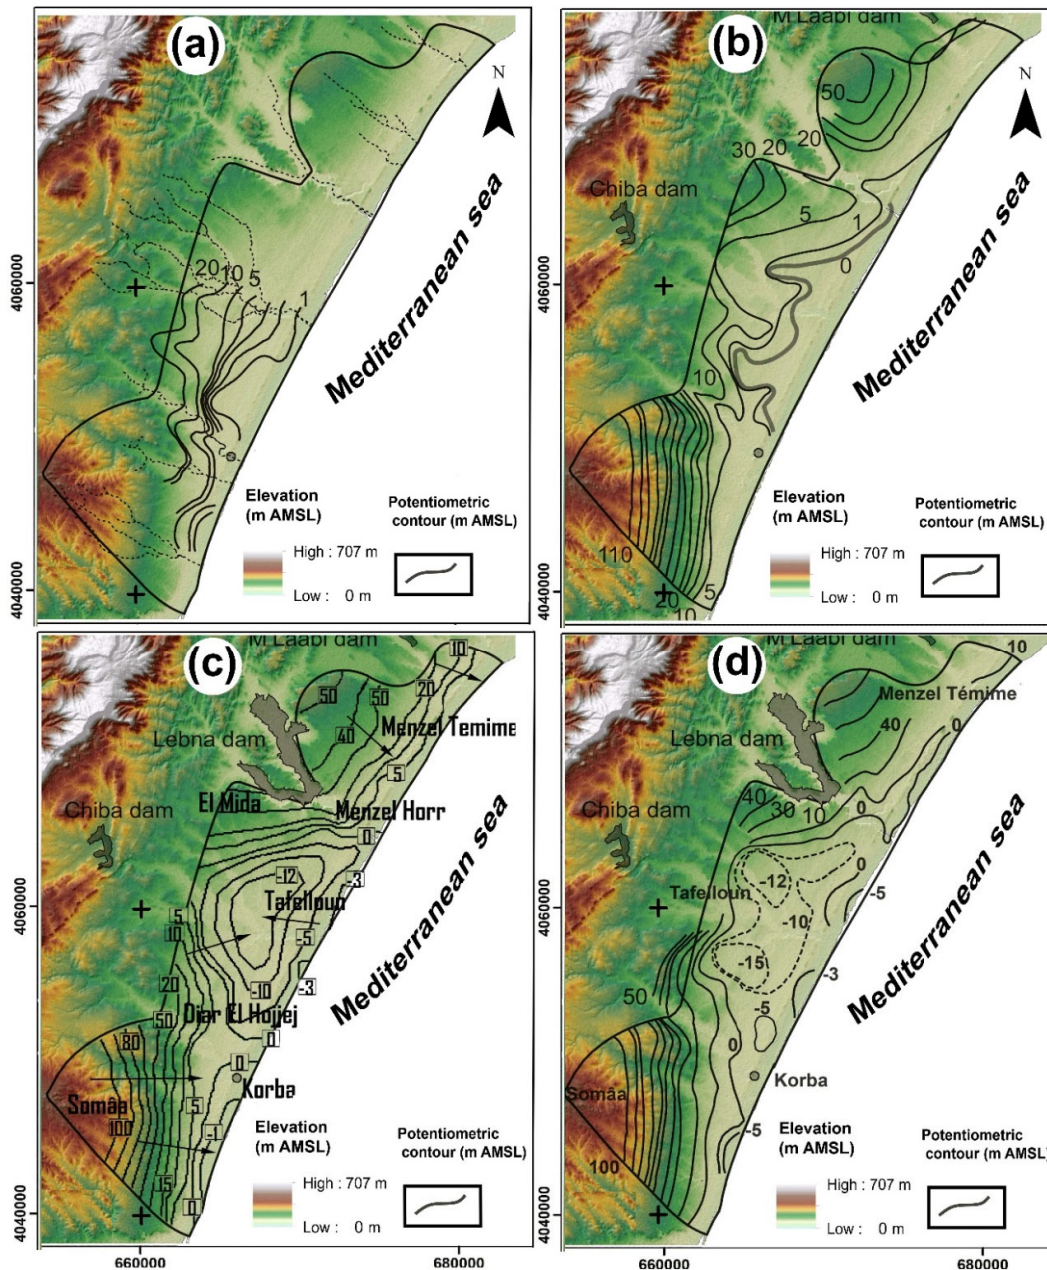 (a)
N
20
10
5
1
Mediterranean sea
4060000
4040000
Elevation
(m AMSL)
Potentiometric
contour (m AMSL)
High : 707 m
Low : 0 m
(b)
M Laabi dam
N
50
20
30
20
Chiba dam
5
1
0
10
Mediterranean sea
Elevation
(m AMSL)
Potentiometric
contour (m AMSL)
High : 707 m
Low : 0 m
110
20
10
5
(c)
M Laabi dam
10
20
50
50
40
Menzel Temime
Lebna dam
5
El Mida
Menzel Horr
Chiba dam
0
-12
-3
Tafelloun
5
10
-5
20
-10
-3
50
Diar El Hojjej
80
0
0
Korba
Somâa
5
100
-1
15
0
Mediterranean sea
4060000
4040000
Elevation
(m AMSL)
Potentiometric
contour (m AMSL)
High : 707 m
Low : 0 m
660000
680000
(d)
M Laabi dam
10
Menzel Témime
40
0
Lebna dam
40
30
10
0
Chiba dam
0
-12
-5
Tafelloun
-10
-15
-3
50
-5
0
Korba
Somâa
-5
100
Mediterranean sea
Elevation
(m AMSL)
Potentiometric
contour (m AMSL)
High : 707 m
Low : 0 m
660000
680000